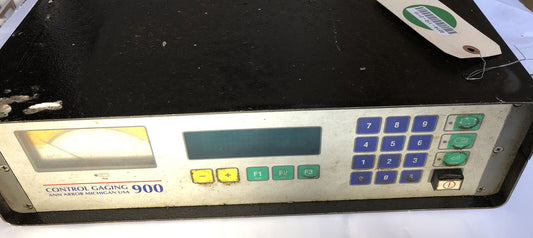 7 8 9
4 5 6
1 2 3
- + F1 F2 F3
CONTROL GAGING 900
ANN ARBOR MICHIGAN USA